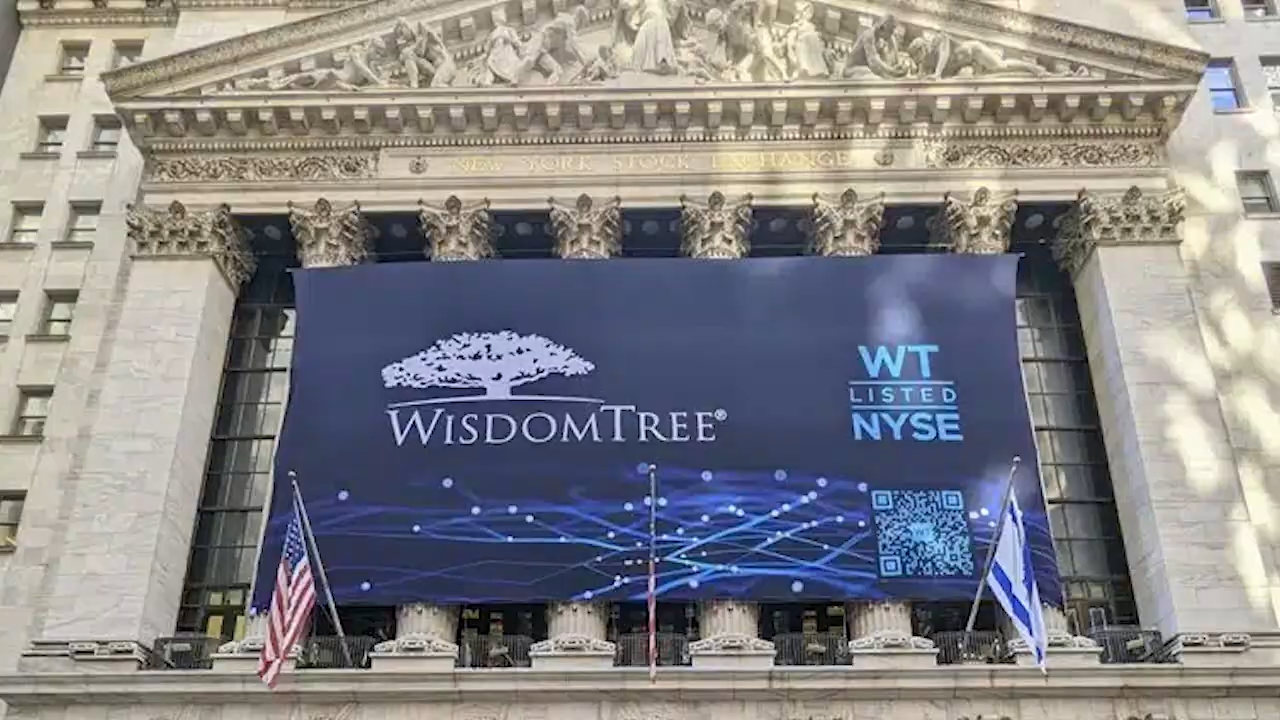 NEW YORK STOCK EXCHANGE
WISDOMTREE®
WT
LISTED
NYSE